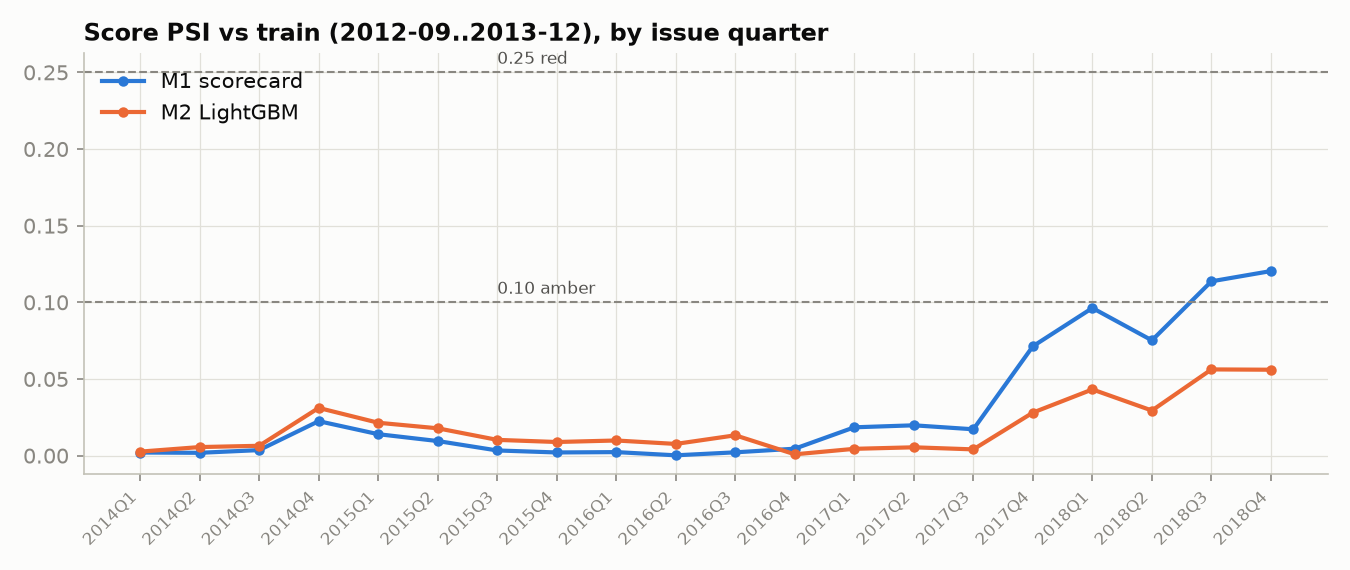 Score PSI vs train (2012-09..2013-12), by issue quarter
0.25 red
0.25
M1 scorecard
M2 LightGBM
0.20
0.15
0.10 amber
0.10
0.05
0.00
2014Q1
2014Q2
2014Q3
2014Q4
2015Q1
2015Q2
2015Q3
2015Q4
2016Q1
2016Q2
2016Q3
2016Q4
2017Q1
2017Q2
2017Q3
2017Q4
2018Q1
2018Q2
2018Q3
2018Q4